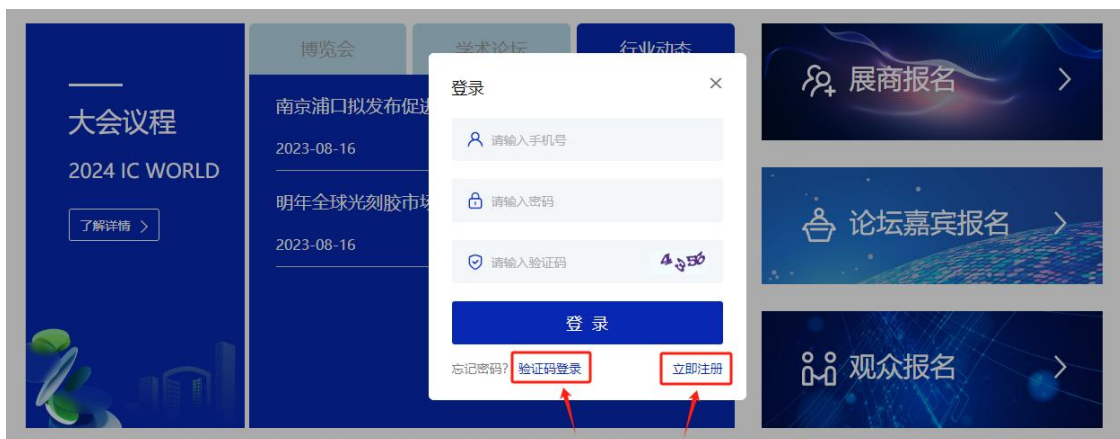 博览会
学术论坛
行业动态
大会议程
2024 IC WORLD
了解详情 >
南京浦口拟发布促进
2023-08-16
明年全球光刻胶市场
2023-08-16
登录
×
请输入手机号
请输入密码
请输入验证码
登 录
忘记密码? 验证码登录
立即注册
展商报名
论坛嘉宾报名
观众报名